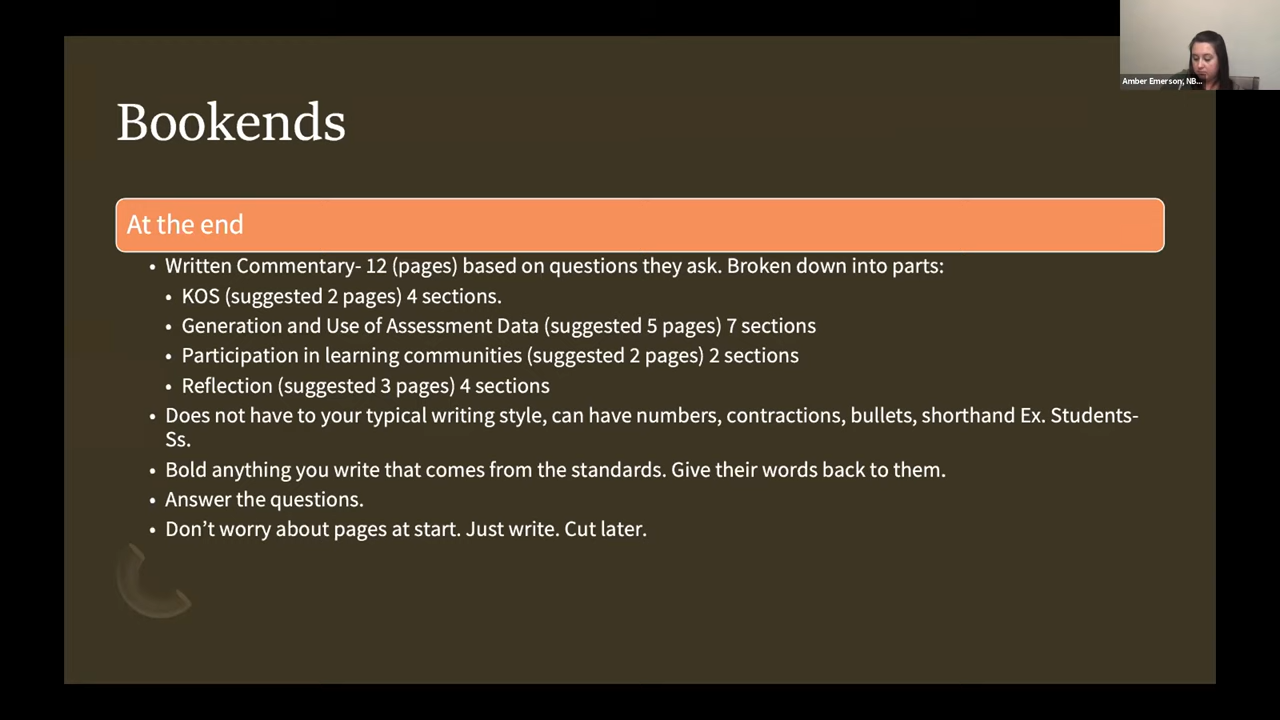 Amber Emerson, NB...
Bookends
At the end
• Written Commentary- 12 (pages) based on questions they ask. Broken down into parts:
• KOS (suggested 2 pages) 4 sections.
• Generation and Use of Assessment Data (suggested 5 pages) 7 sections
• Participation in learning communities (suggested 2 pages) 2 sections
• Reflection (suggested 3 pages) 4 sections
• Does not have to your typical writing style, can have numbers, contractions, bullets, shorthand Ex. Students-
Ss.
• Bold anything you write that comes from the standards. Give their words back to them.
• Answer the questions.
• Don’t worry about pages at start. Just write. Cut later.